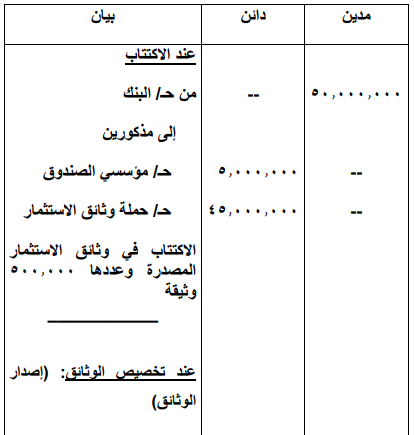 مدين دائن بيان
عند الاكتتاب
٥٠,٠٠٠,٠٠٠ -- من حـ/ البنك
إلى مذكورين
-- ٥,٠٠٠,٠٠٠ حـ/ مؤسسي الصندوق
-- ٤٥,٠٠٠,٠٠٠ حـ/ حملة وثائق الاستثمار
الاكتتاب في وثائق الاستثمار
المصدرة وعددها ٥٠٠,٠٠٠
وثيقة
عند تخصيص الوثائق: (إصدار
الوثائق)